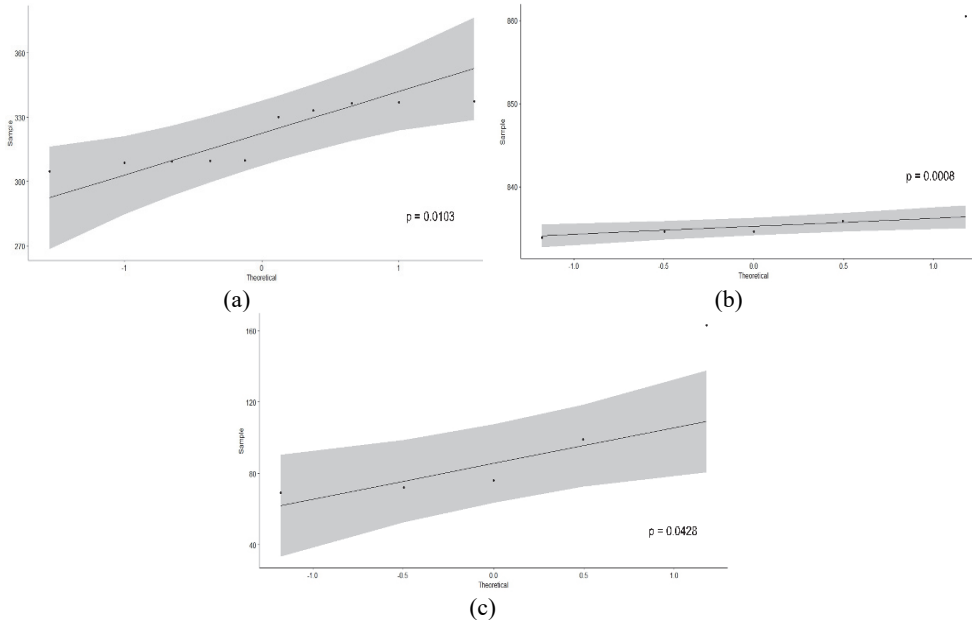 360
330
300
270
Sample
p = 0.0103
-1
0
1
Theoretical
(a)
860
850
840
Sample
p = 0.0008
-1.0
-0.5
0.0
0.5
1.0
Theoretical
(b)
160
120
80
40
Sample
p = 0.0428
-1.0
-0.5
0.0
0.5
1.0
Theoretical
(c)